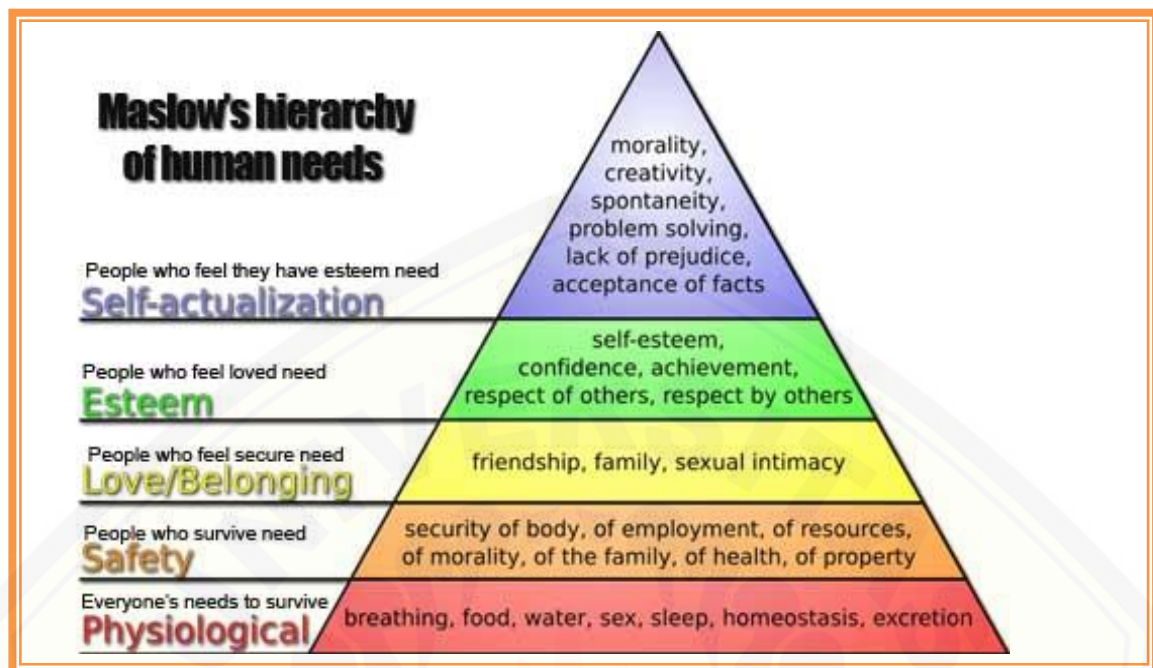 Maslow's hierarchy
of human needs
morality,
creativity,
spontaneity,
problem solving,
lack of prejudice,
acceptance of facts
People who feel they have esteem need
Self-actualization
self-esteem,
confidence, achievement,
respect of others, respect by others
People who feel loved need
Esteem
friendship, family, sexual intimacy
People who feel secure need
Love/Belonging
security of body, of employment, of resources,
of morality, of the family, of health, of property
People who survive need
Safety
breathing, food, water, sex, sleep, homeostasis, excretion
Everyone's needs to survive
Physiological